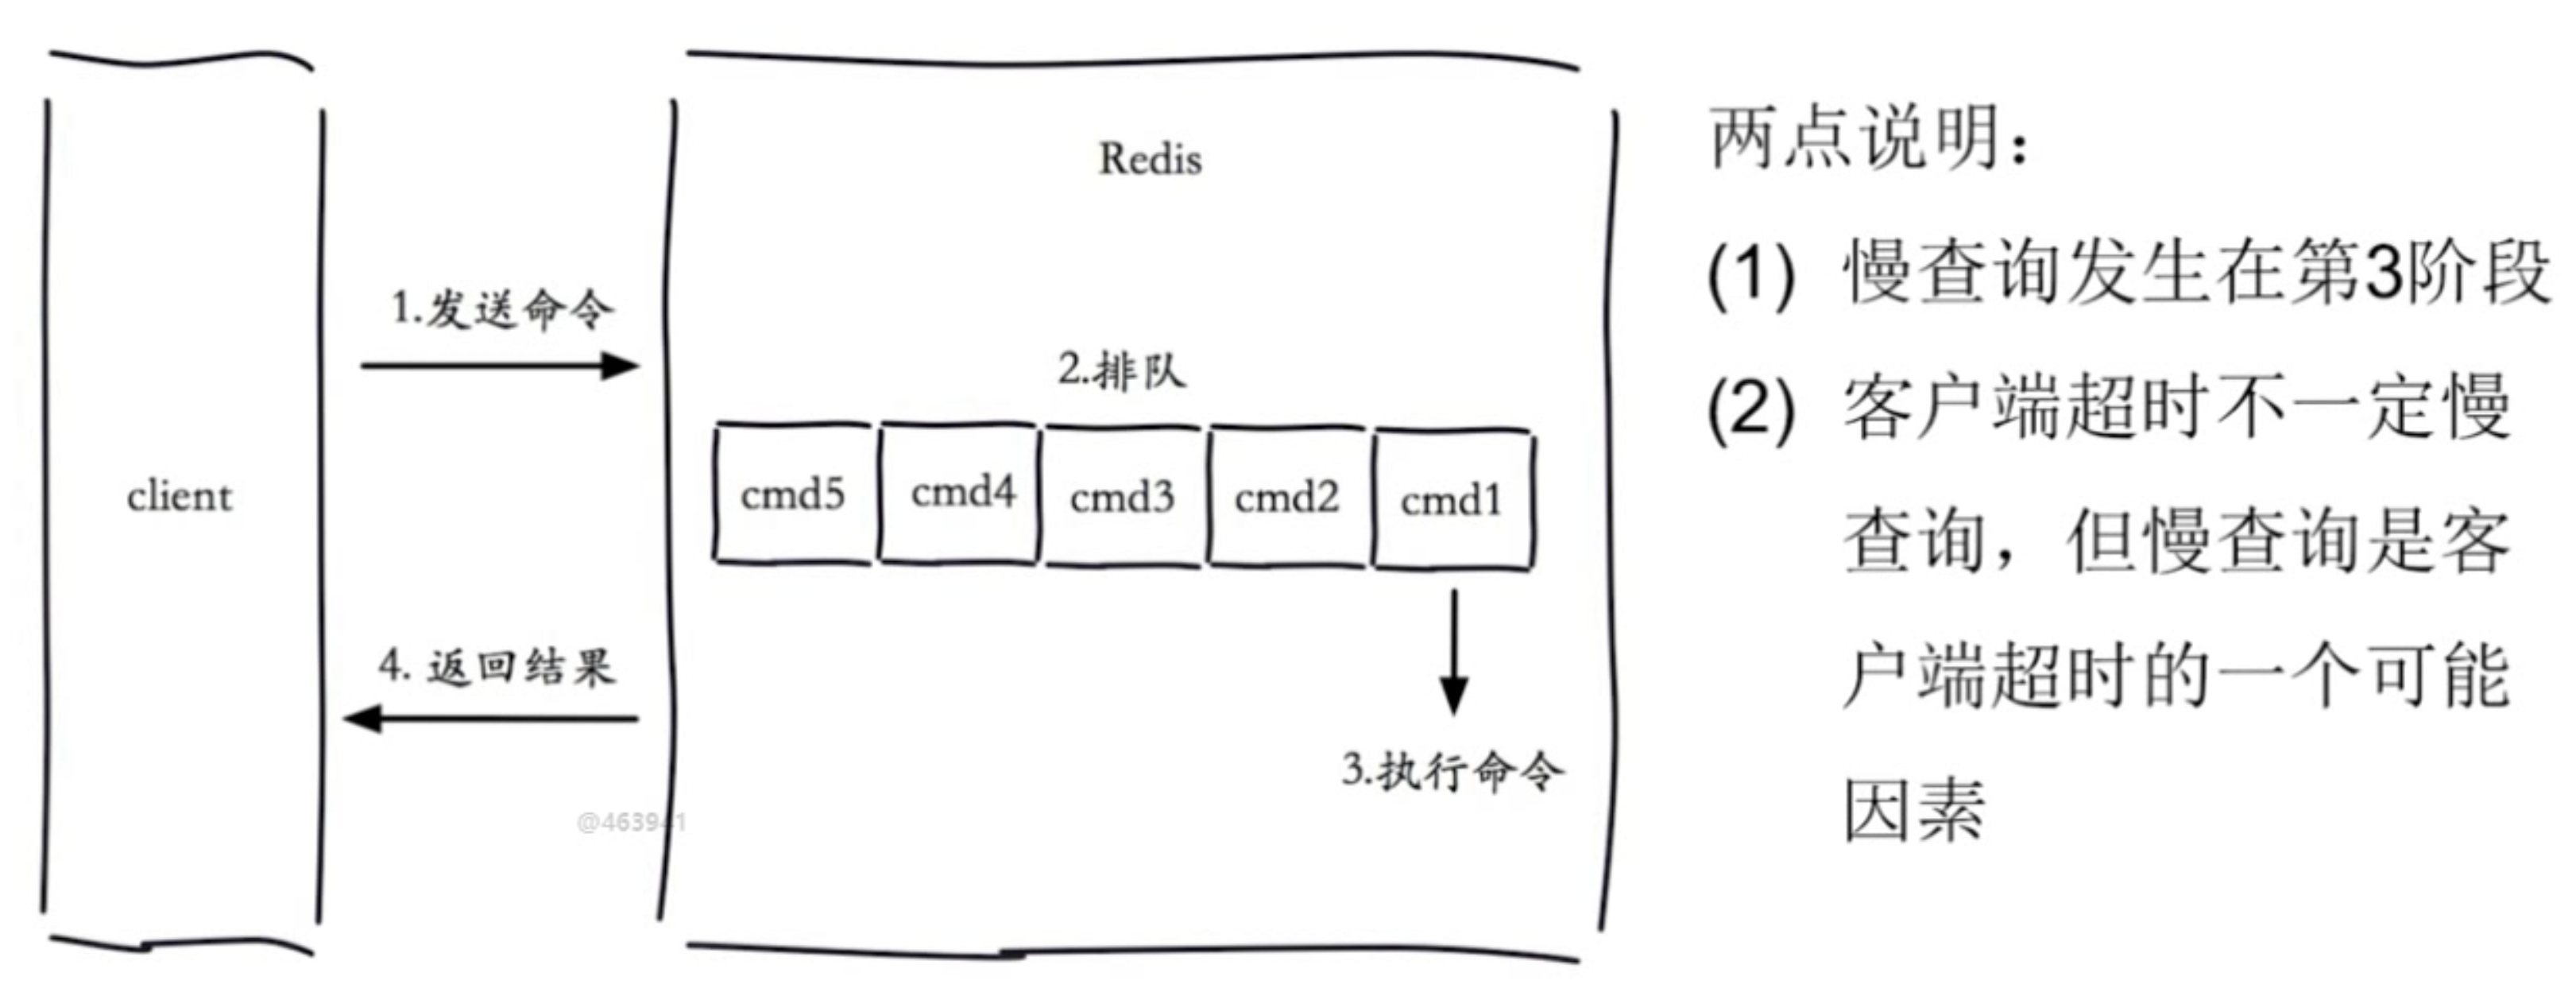 Redis
client
1.发送命令
2.排队
cmd5 cmd4 cmd3 cmd2 cmd1
3.执行命令
4. 返回结果
@463941
两点说明：
(1) 慢查询发生在第3阶段
(2) 客户端超时不一定慢
查询，但慢查询是客
户端超时的一个可能
因素